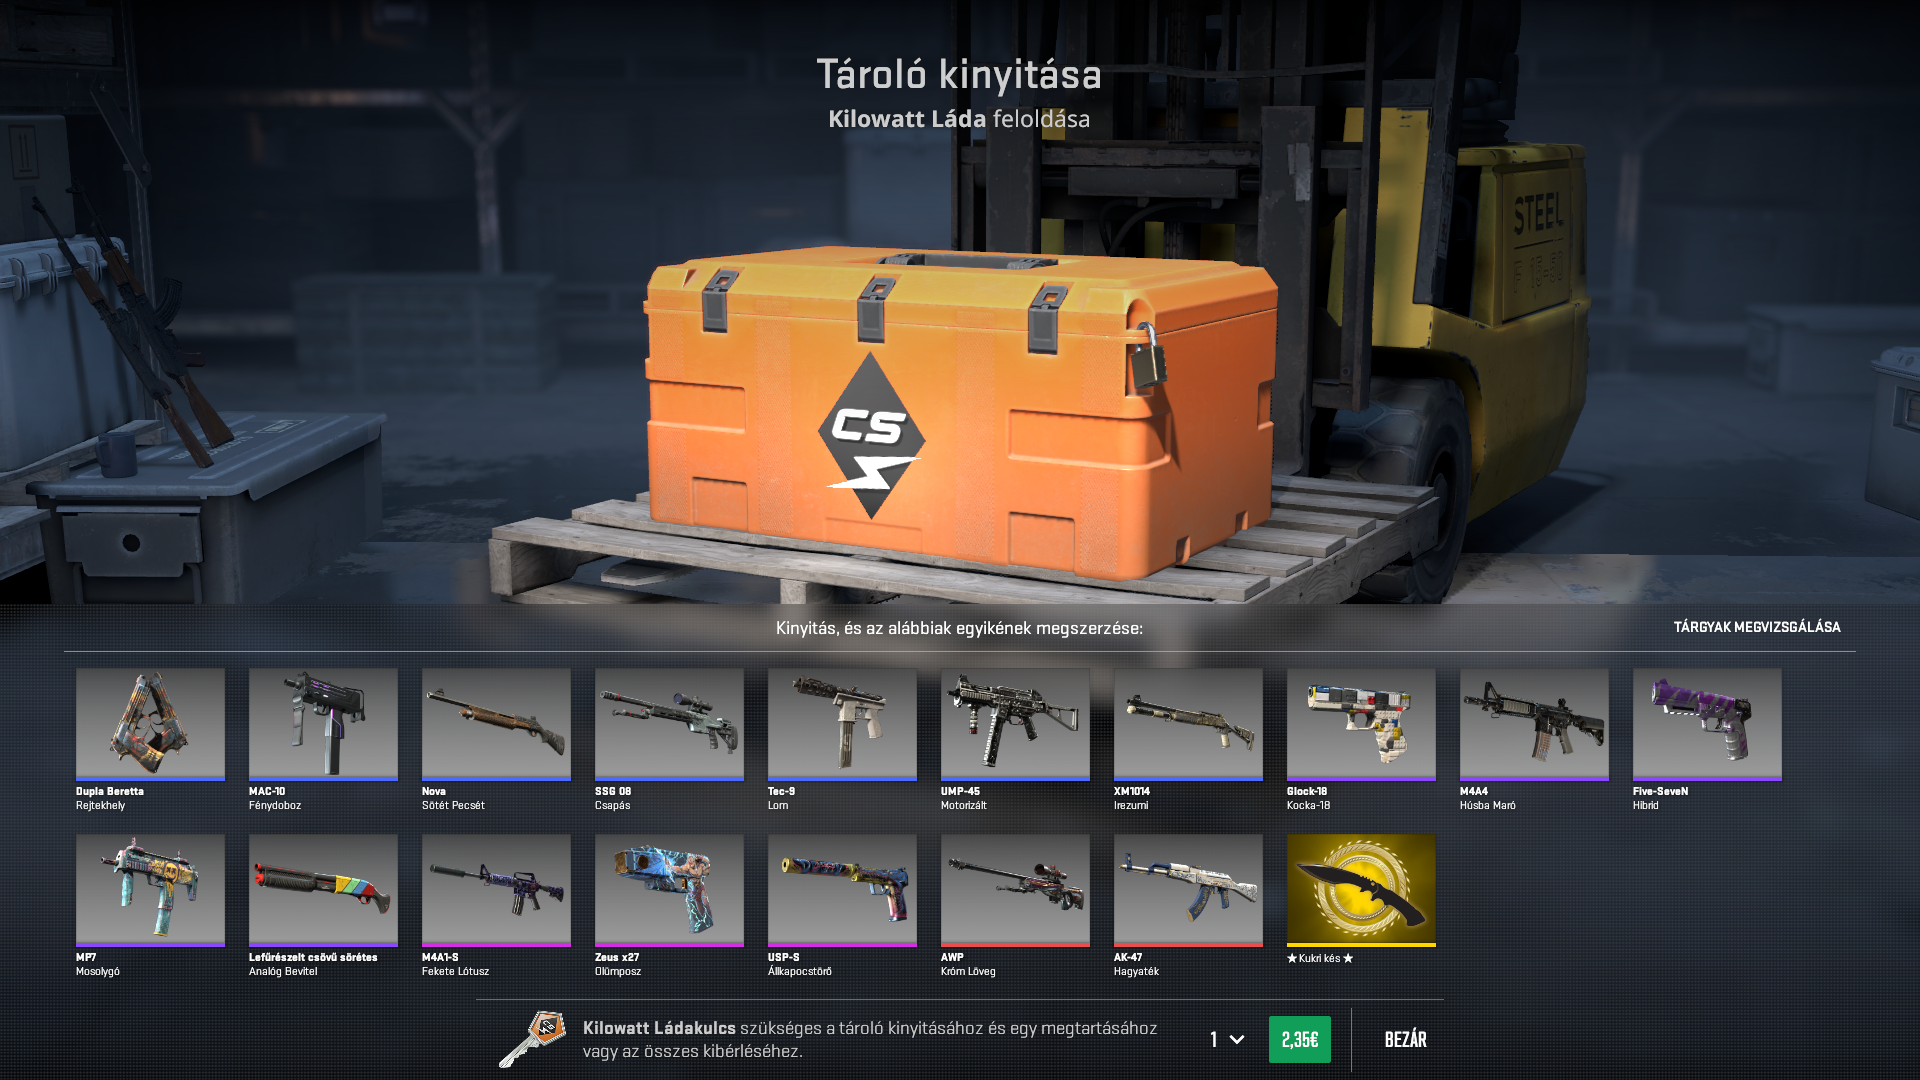 Tároló kinyitása
Kilowatt Láda feloldása
STEEL
CS
Kinyitás, és az alábbiak egyikének megszerzése:
TÁRGYAK MEGVIZSGÁLÁSA
Dupla Beretta
Rejtekhely
MAC-10
Fénydoboz
Nova
Sötét Pecsét
SSG 08
Csapás
Tec-9
Lom
UMP-45
Motorizált
XM1014
Irezumi
Glock-18
Kocka-18
M4A4
Húsba Maró
Five-SeveN
Hibrid
MP7
Mosolygó
Lefűrészelt csövű sörétes
Analóg Bevitel
M4A1-S
Fekete Lótusz
Zeus x27
Olümposz
USP-S
Állkapocstörő
AWP
Króm Löveg
AK-47
Hagyaték
★ Kukri kés ★
Kilowatt Ládakulcs szükséges a tároló kinyitásához és egy megtartásához
vagy az összes kibérléséhez.
1
2,35€
BEZÁR